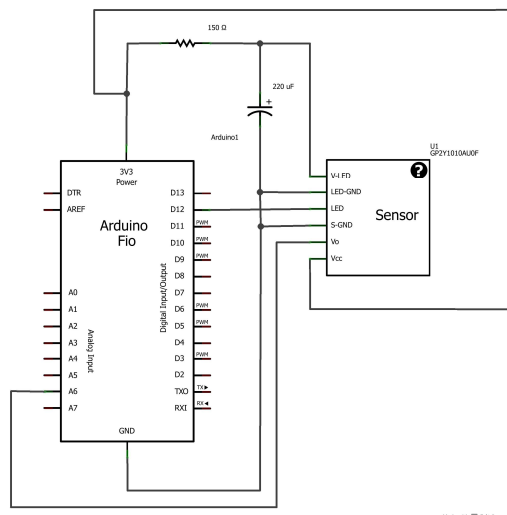 150 Ω
220 uF
+
Arduino1
U1
GP2Y1010AU0F
?
V-LED
LED-GND
LED
S-GND
Vo
Vcc
Sensor
3V3
Power
Arduino
Fio
DTR
AREF
A0
A1
A2
A3
A4
A5
A6
A7
Analog Input
Digital Input/Output
D13
D12
D11 PWM
D10 PWM
D9 PWM
D8
D7
D6 PWM
D5 PWM
D4
D3 PWM
D2
TXO TX
RXI RX
GND